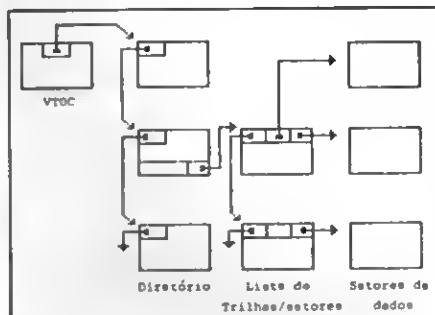 VTOC
Diretório Lista de Setores de
Trilhas/setores dados